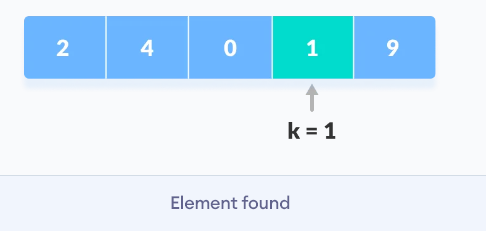 2 4 0 1 9
k = 1
Element found